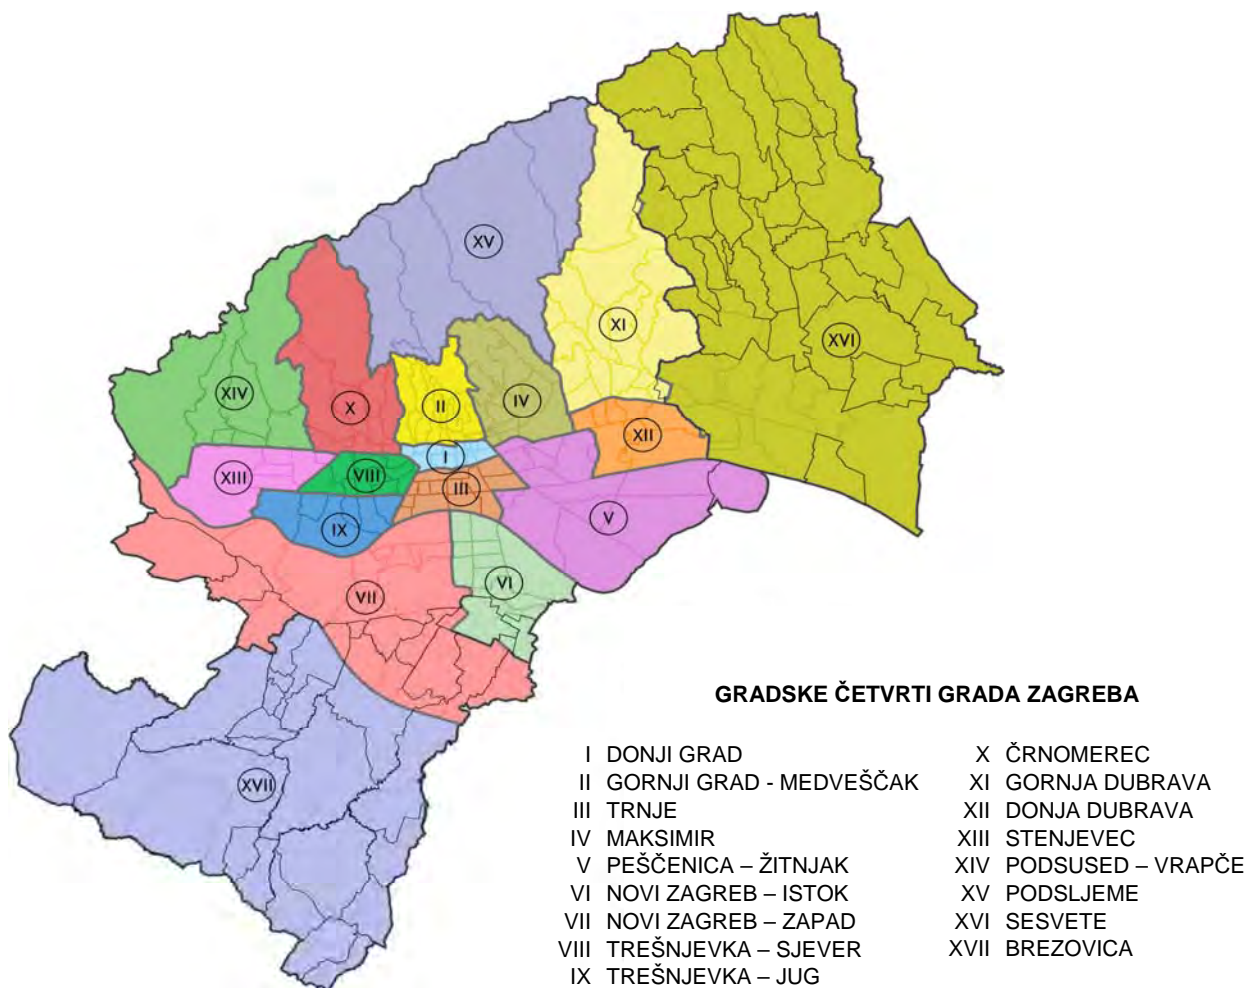 XV
XI
XVI
XIV
X
II
IV
XII
I
XIII
VIII
III
V
IX
VI
VII
XVII
GRADSKE ČETVRTI GRADA ZAGREBA
I DONJI GRAD
II GORNJI GRAD - MEDVEŠČAK
III TRNJE
IV MAKSIMIR
V PEŠČENICA – ŽITNJAK
VI NOVI ZAGREB – ISTOK
VII NOVI ZAGREB – ZAPAD
VIII TREŠNJEVKA – SJEVER
IX TREŠNJEVKA – JUG
X ČRNOMEREC
XI GORNJA DUBRAVA
XII DONJA DUBRAVA
XIII STENJEVEC
XIV PODSUSED – VRAPČE
XV PODSLJEME
XVI SESVETE
XVII BREZOVICA